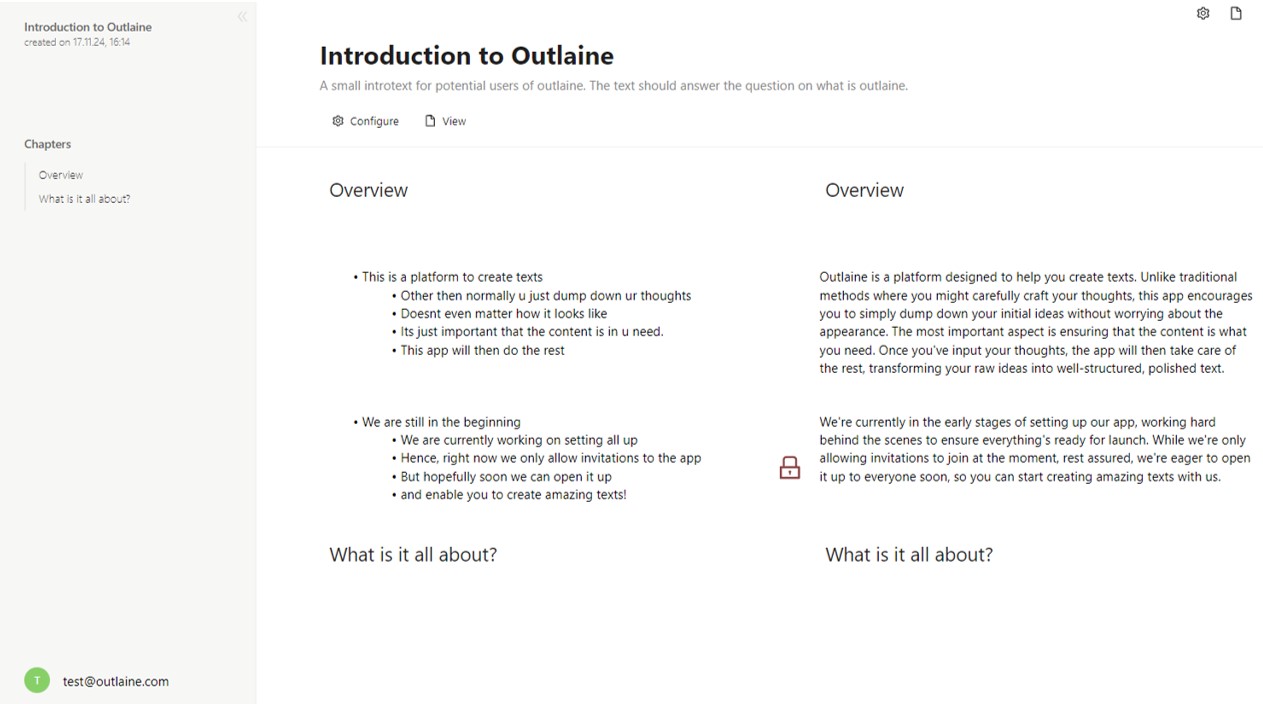 Introduction to Outlaine
created on 17.11.24, 16:14
Chapters
Overview
What is it all about?
T
test@outlaine.com
Introduction to Outlaine
A small introtext for potential users of outlaine. The text should answer the question on what is outlaine.
Configure
View
Overview
• This is a platform to create texts
• Other then normally u just dump down ur thoughts
• Doesnt even matter how it looks like
• Its just important that the content is in u need.
• This app will then do the rest
• We are still in the beginning
• We are currently working on setting all up
• Hence, right now we only allow invitations to the app
• But hopefully soon we can open it up
• and enable you to create amazing texts!
What is it all about?
Overview
Outlaine is a platform designed to help you create texts. Unlike traditional
methods where you might carefully craft your thoughts, this app encourages
you to simply dump down your initial ideas without worrying about the
appearance. The most important aspect is ensuring that the content is what
you need. Once you've input your thoughts, the app will then take care of
the rest, transforming your raw ideas into well-structured, polished text.
We're currently in the early stages of setting up our app, working hard
behind the scenes to ensure everything's ready for launch. While we're only
allowing invitations to join at the moment, rest assured, we're eager to open
it up to everyone soon, so you can start creating amazing texts with us.
What is it all about?